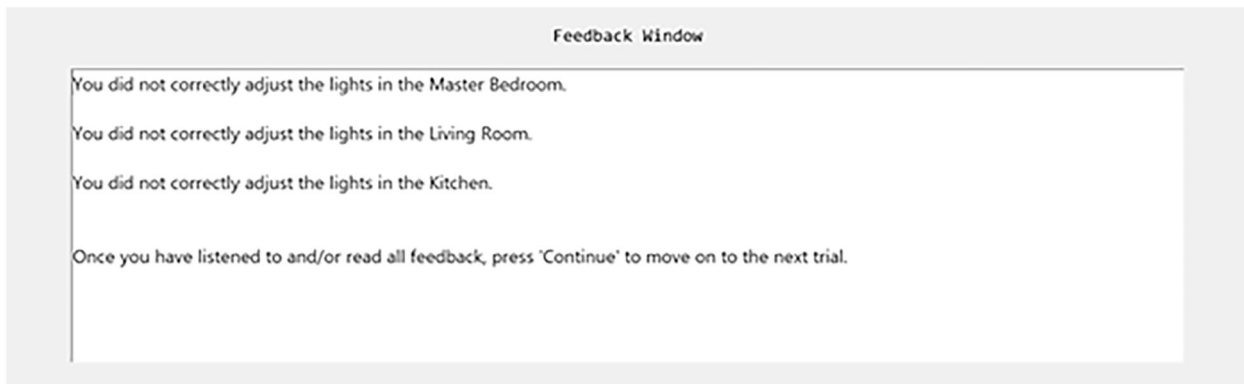 Feedback Window
You did not correctly adjust the lights in the Master Bedroom.
You did not correctly adjust the lights in the Living Room.
You did not correctly adjust the lights in the Kitchen.
Once you have listened to and/or read all feedback, press 'Continue' to move on to the next trial.